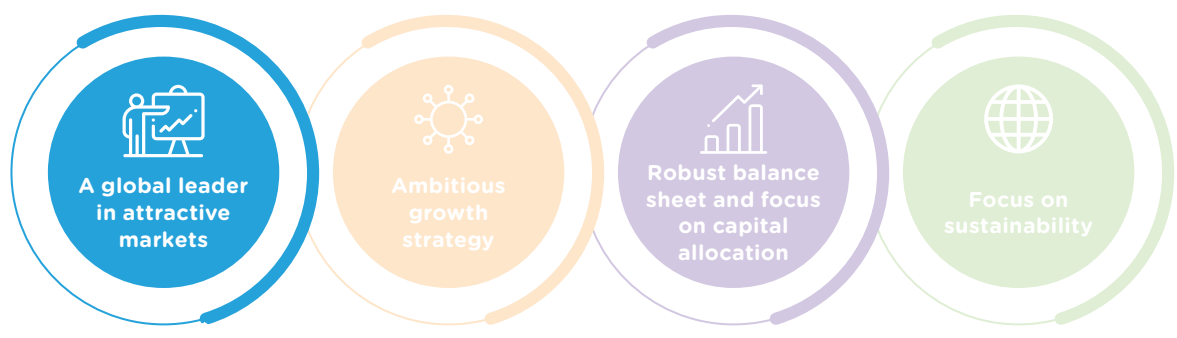 A global leader
in attractive
markets
Ambitious
growth
strategy
Robust balance
sheet and focus
on capital
allocation
Focus on
sustainability